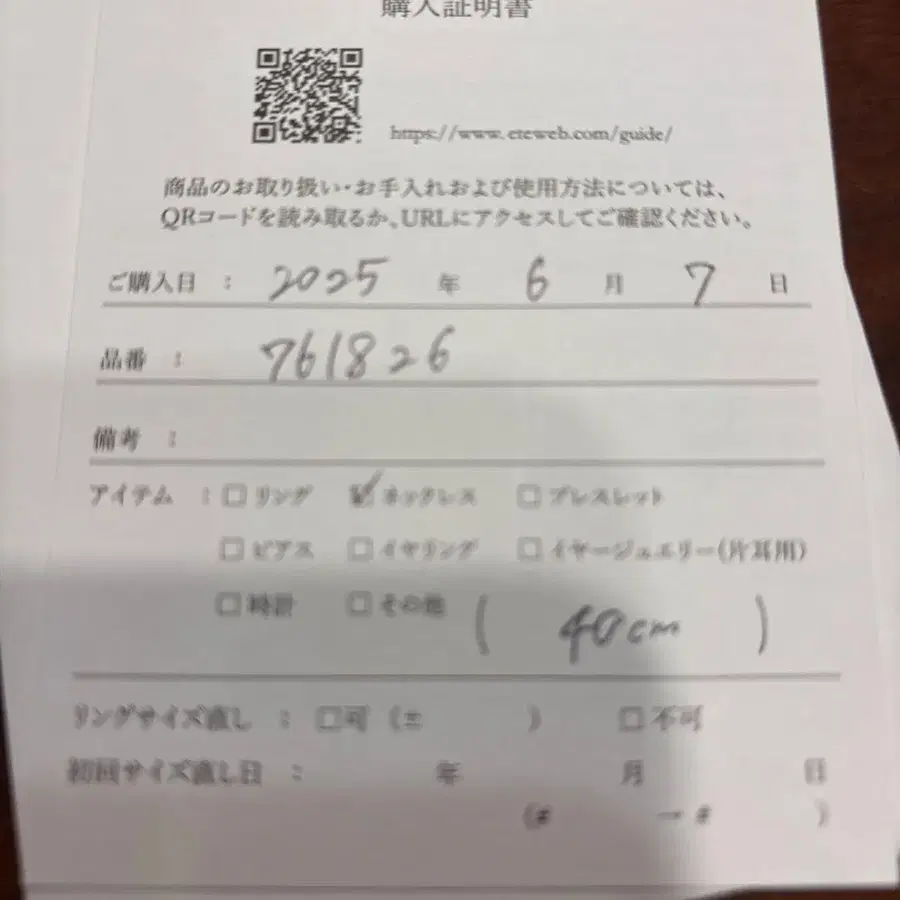 購入証明書
https://www.eteweb.com/guide/
商品のお取り扱い・お手入れおよび使用方法については、
QRコードを読み取るか、URLにアクセスしてご確認ください。
ご購入日 : 2025 年 6 月 7 日
品番 : 761826
備考 :
アイテム : □ リング ☑ ネックレス □ ブレスレット
□ ピアス □ イヤリング □ イヤージュエリー(片耳用)
□ 時計 □ その他 ( 40cm )
リングサイズ直し : □可 (± ) □ 不可
初回サイズ直し日 : 年 月 日
(# → # )